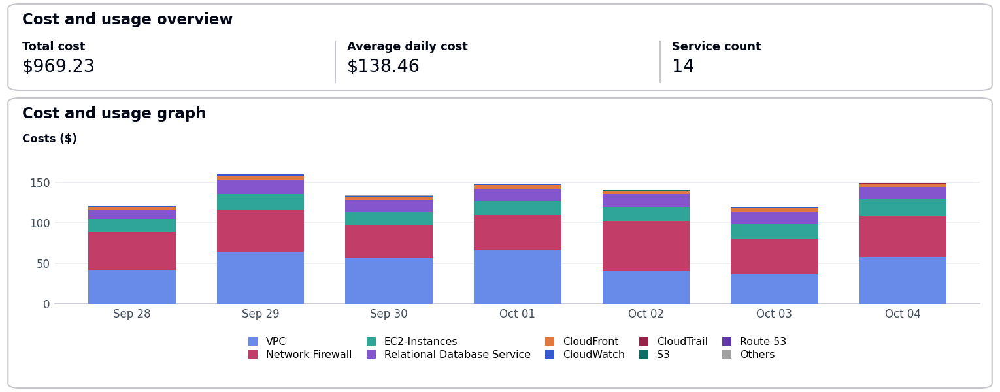 Cost and usage overview
Total cost
$969.23
Average daily cost
$138.46
Service count
14
Cost and usage graph
Costs ($)
150
100
50
0
Sep 28 Sep 29 Sep 30 Oct 01 Oct 02 Oct 03 Oct 04
VPC EC2-Instances CloudFront CloudTrail Route 53
Network Firewall Relational Database Service CloudWatch S3 Others